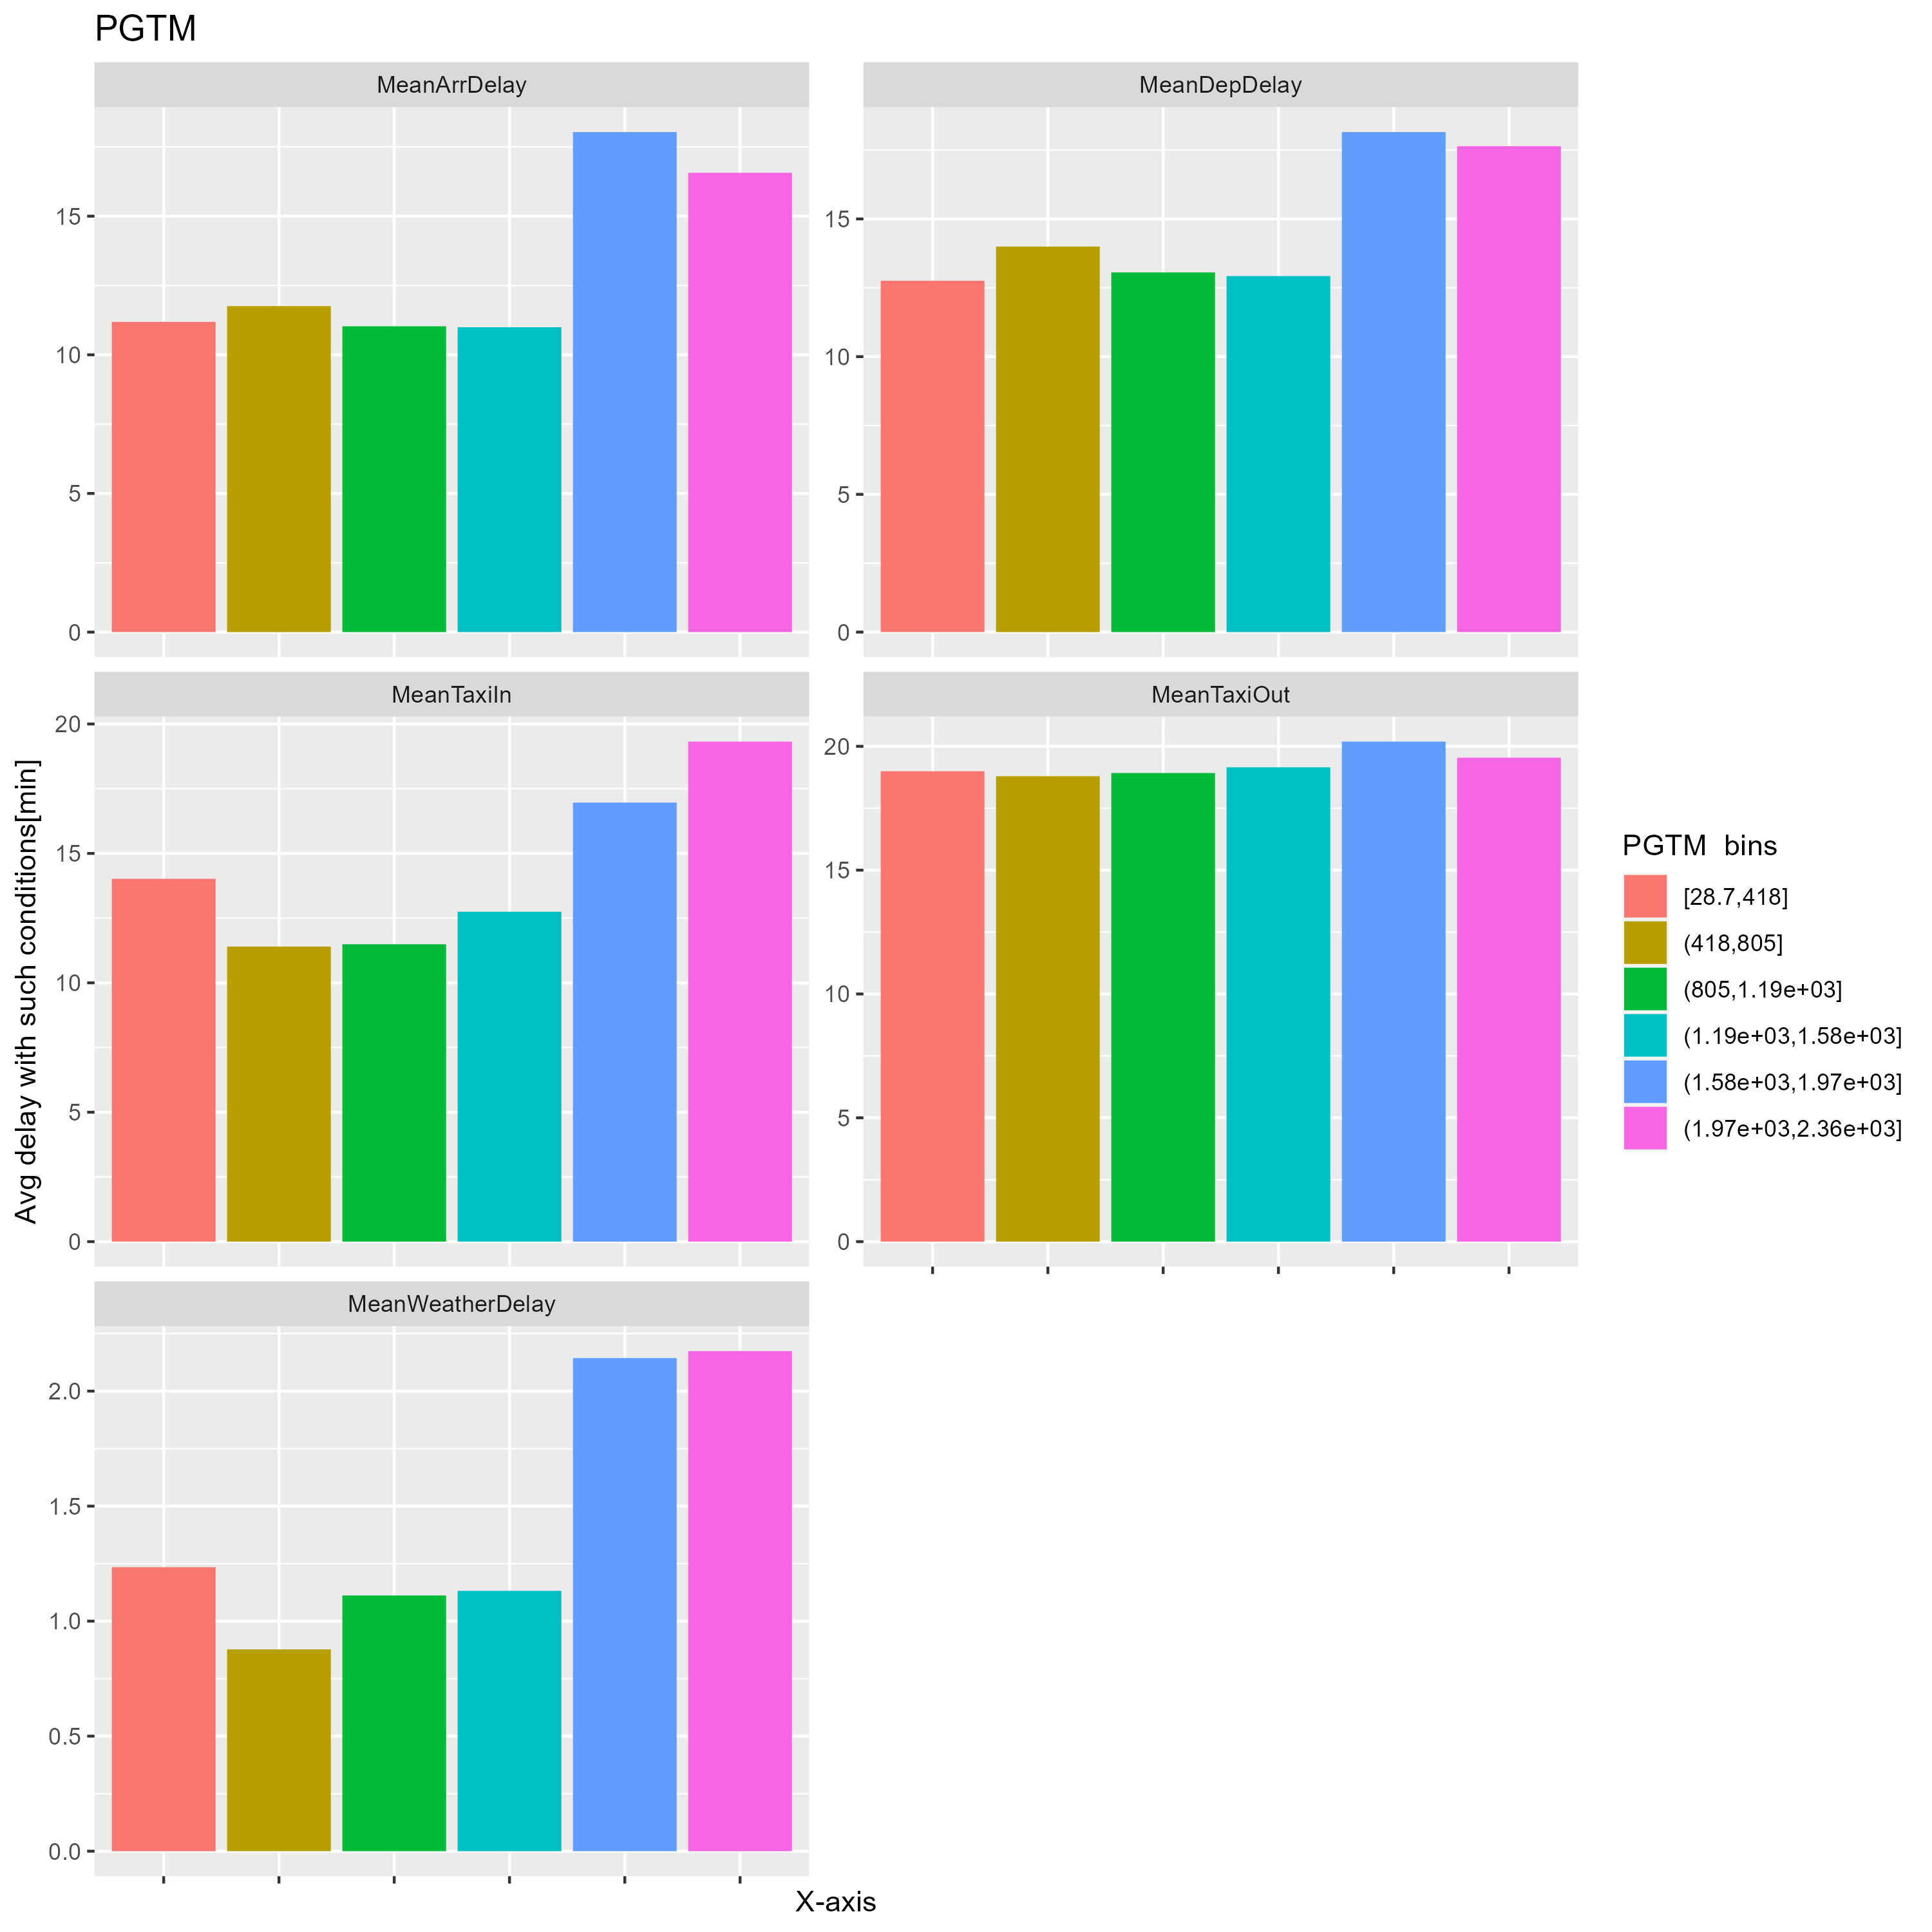 PGTM
MeanArrDelay
MeanDepDelay
15
10
5
0
15
10
5
0
MeanTaxiIn
MeanTaxiOut
20
15
10
5
0
20
15
10
5
0
MeanWeatherDelay
2.0
1.5
1.0
0.5
0.0
Avg delay with such conditions[min]
X-axis
PGTM bins
[28.7,418]
(418,805]
(805,1.19e+03]
(1.19e+03,1.58e+03]
(1.58e+03,1.97e+03]
(1.97e+03,2.36e+03]